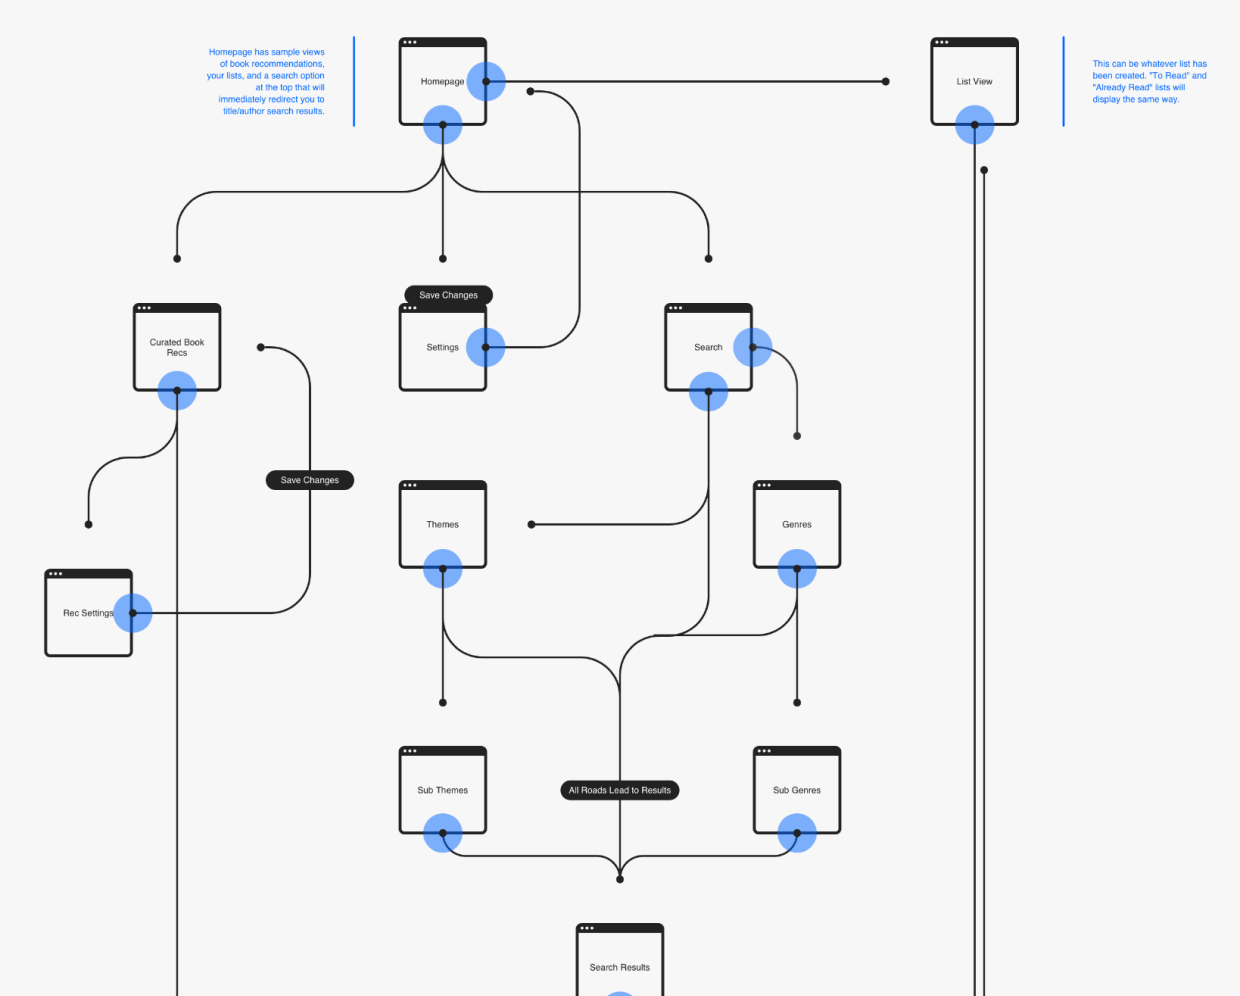 Homepage has sample views
of book recommendations,
your lists, and a search option
at the top that will
immediately redirect you to
title/author search results.
Homepage
List View
This can be whatever list has
been created. "To Read" and
"Already Read" lists will
display the same way.
Save Changes
Curated Book
Recs
Settings
Search
Save Changes
Themes
Genres
Rec Settings
Sub Themes
All Roads Lead to Results
Sub Genres
Search Results